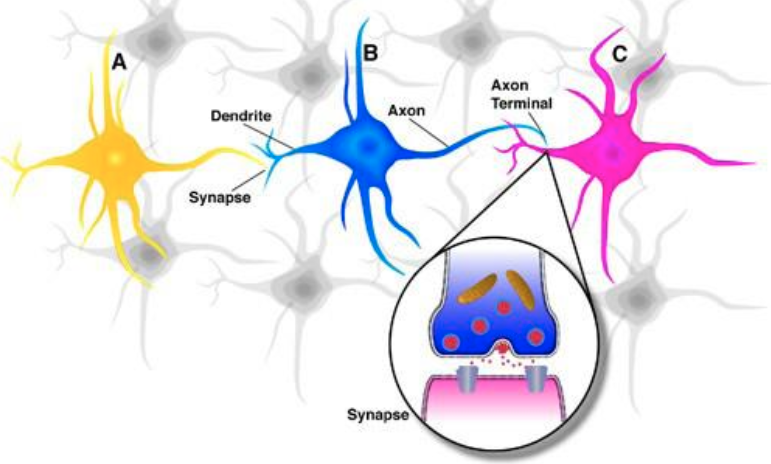 A
B
C
Dendrite
Axon
Axon
Terminal
Synapse
Synapse